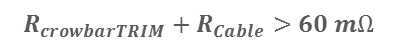 R_crowbarTRIM + R_Cable > 60 mΩ